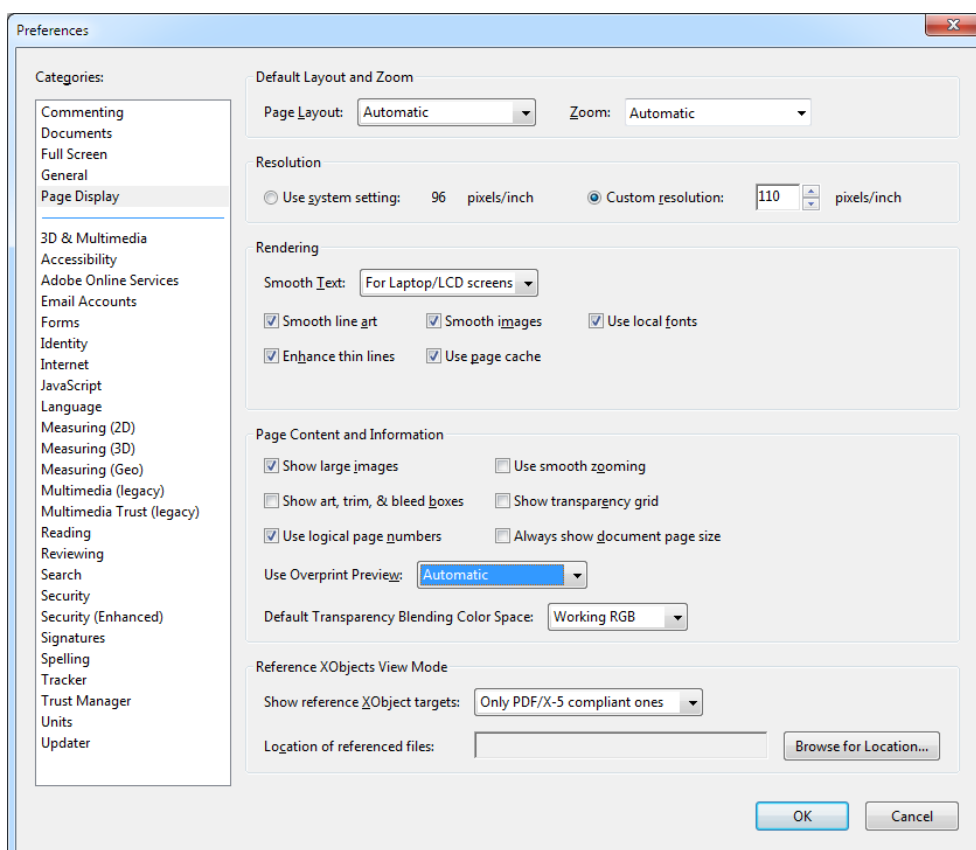 Preferences
Categories:
Commenting
Documents
Full Screen
General
Page Display
3D & Multimedia
Accessibility
Adobe Online Services
Email Accounts
Forms
Identity
Internet
JavaScript
Language
Measuring (2D)
Measuring (3D)
Measuring (Geo)
Multimedia (legacy)
Multimedia Trust (legacy)
Reading
Reviewing
Search
Security
Security (Enhanced)
Signatures
Spelling
Tracker
Trust Manager
Units
Updater
Default Layout and Zoom
Page Layout: Automatic Zoom: Automatic
Resolution
Use system setting: 96 pixels/inch Custom resolution: 110 pixels/inch
Rendering
Smooth Text: For Laptop/LCD screens
Smooth line art Smooth images Use local fonts
Enhance thin lines Use page cache
Page Content and Information
Show large images Use smooth zooming
Show art, trim, & bleed boxes Show transparency grid
Use logical page numbers Always show document page size
Use Overprint Preview: Automatic
Default Transparency Blending Color Space: Working RGB
Reference XObjects View Mode
Show reference XObject targets: Only PDF/X-5 compliant ones
Location of referenced files: Browse for Location...
OK Cancel